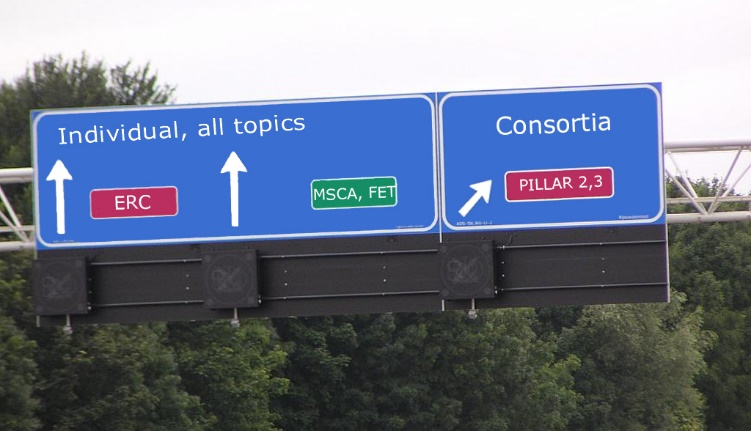 Individual, all topics
ERC
MSCA, FET
Consortia
PILLAR 2,3